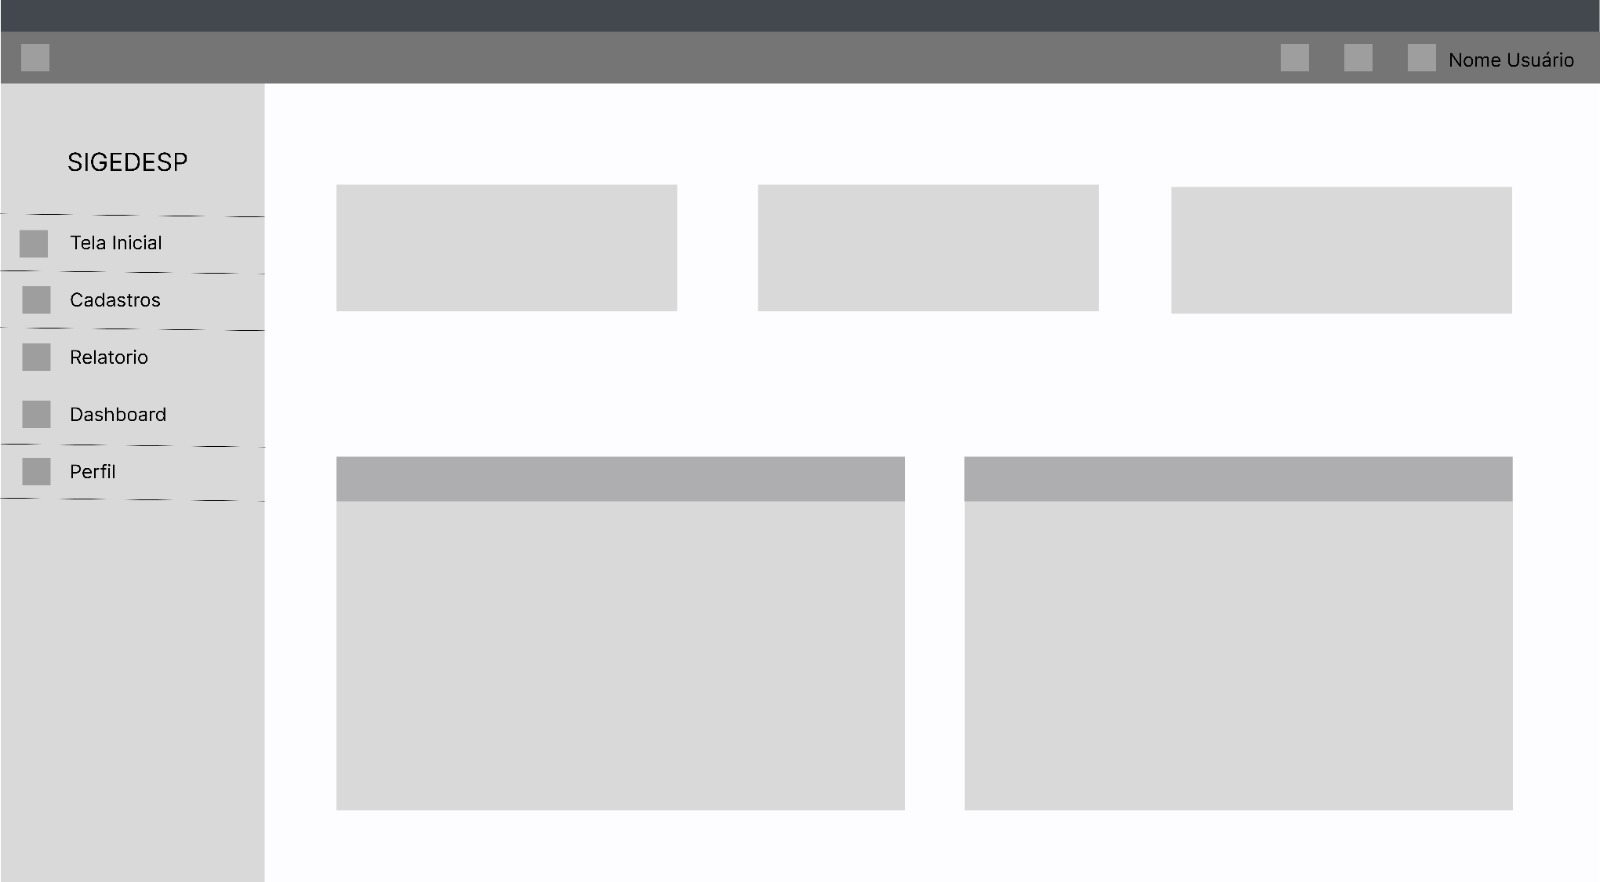 Nome Usuário
SIGEDESP
Tela Inicial
Cadastros
Relatorio
Dashboard
Perfil